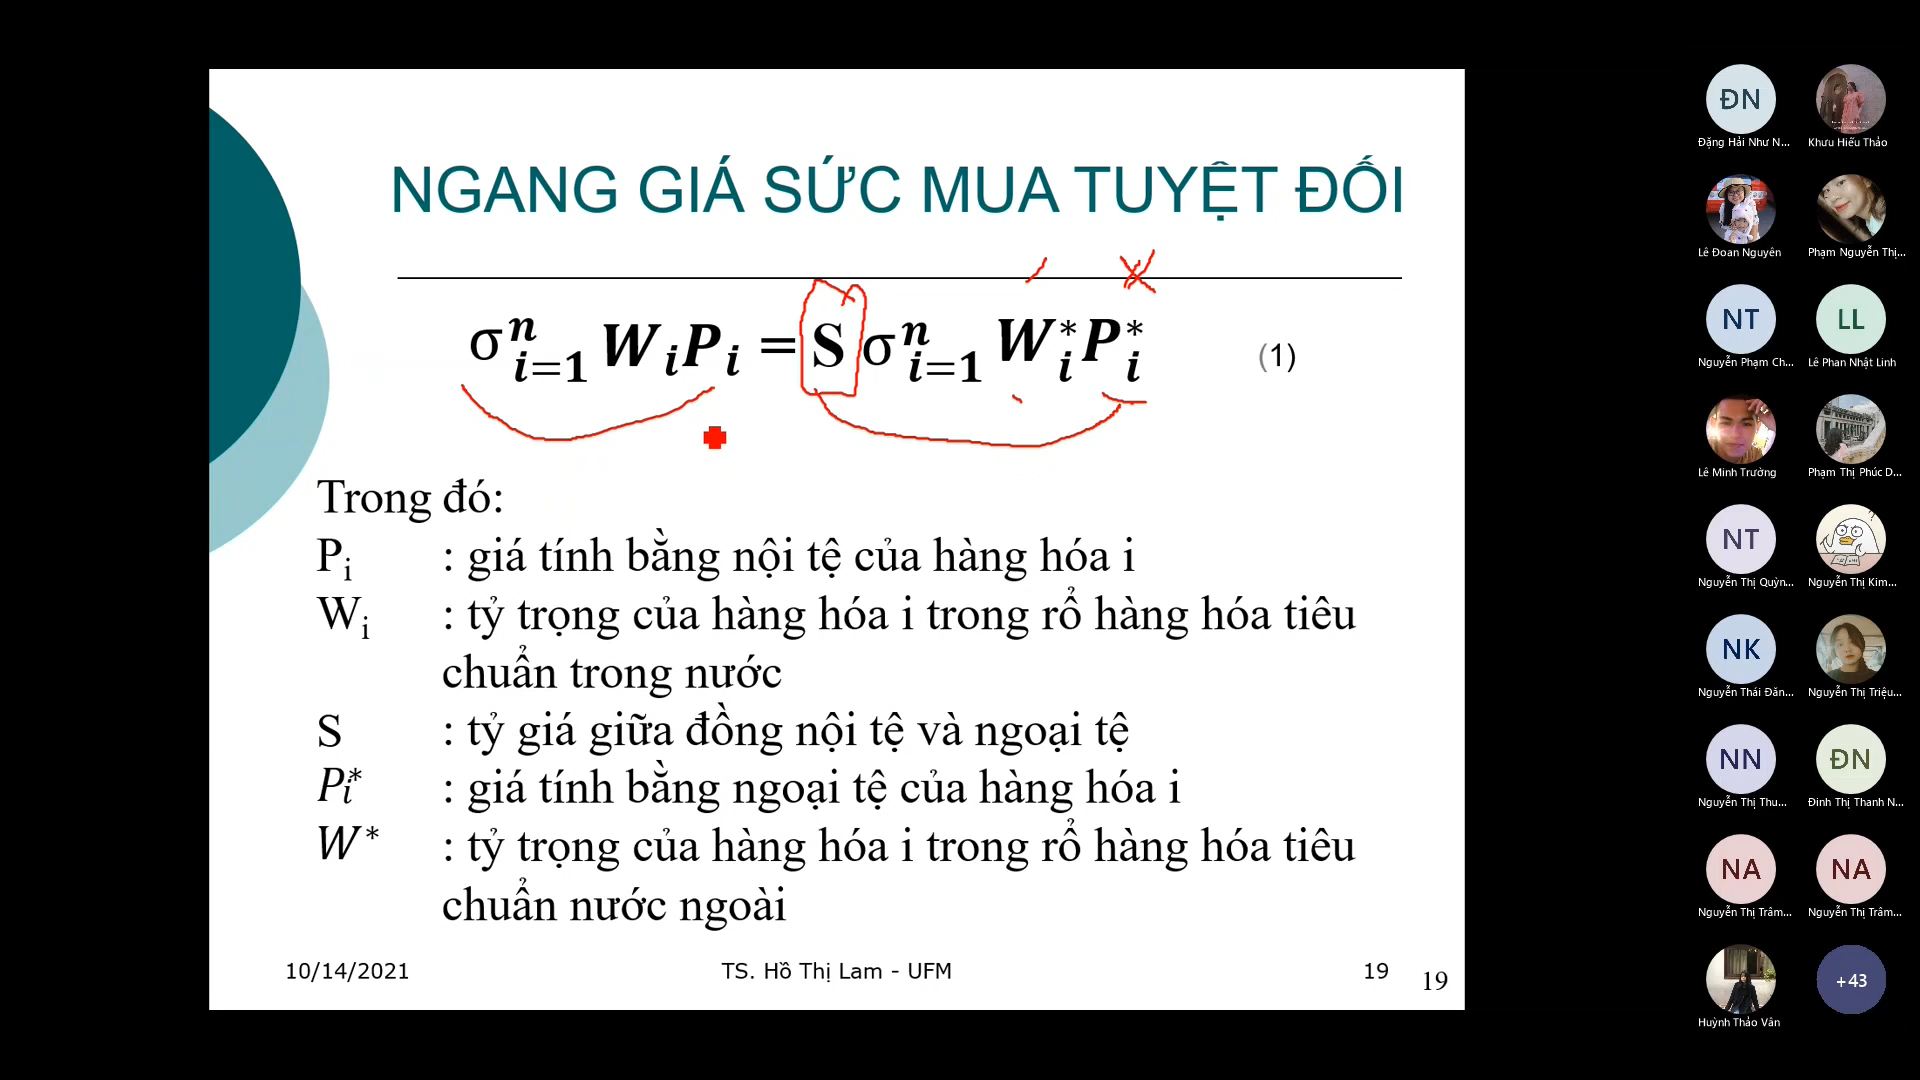 NGANG GIÁ SỨC MUA TUYỆT ĐỐI
σⁿᵢ₌₁ WᵢPᵢ = S σⁿᵢ₌₁ Wᵢ*Pᵢ* (1)
Trong đó:
Pᵢ : giá tính bằng nội tệ của hàng hóa i
Wᵢ : tỷ trọng của hàng hóa i trong rổ hàng hóa tiêu
chuẩn trong nước
S : tỷ giá giữa đồng nội tệ và ngoại tệ
Pᵢ* : giá tính bằng ngoại tệ của hàng hóa i
W* : tỷ trọng của hàng hóa i trong rổ hàng hóa tiêu
chuẩn nước ngoài
10/14/2021 TS. Hồ Thị Lam - UFM 19 19
ĐN
Đặng Hải Như N... Khưu Hiếu Thảo
Lê Đoan Nguyên Phạm Nguyễn Thị...
NT LL
Nguyễn Phạm Ch... Lê Phan Nhật Linh
Lê Minh Trường Phạm Thị Phúc D...
NT
Nguyễn Thị Quỳn... Nguyễn Thị Kim...
NK
Nguyễn Thái Đăn... Nguyễn Thị Triệu...
NN ĐN
Nguyễn Thị Thu... Đinh Thị Thanh N...
NA NA
Nguyễn Thị Trâm... Nguyễn Thị Trâm...
+43
Huỳnh Thảo Vân